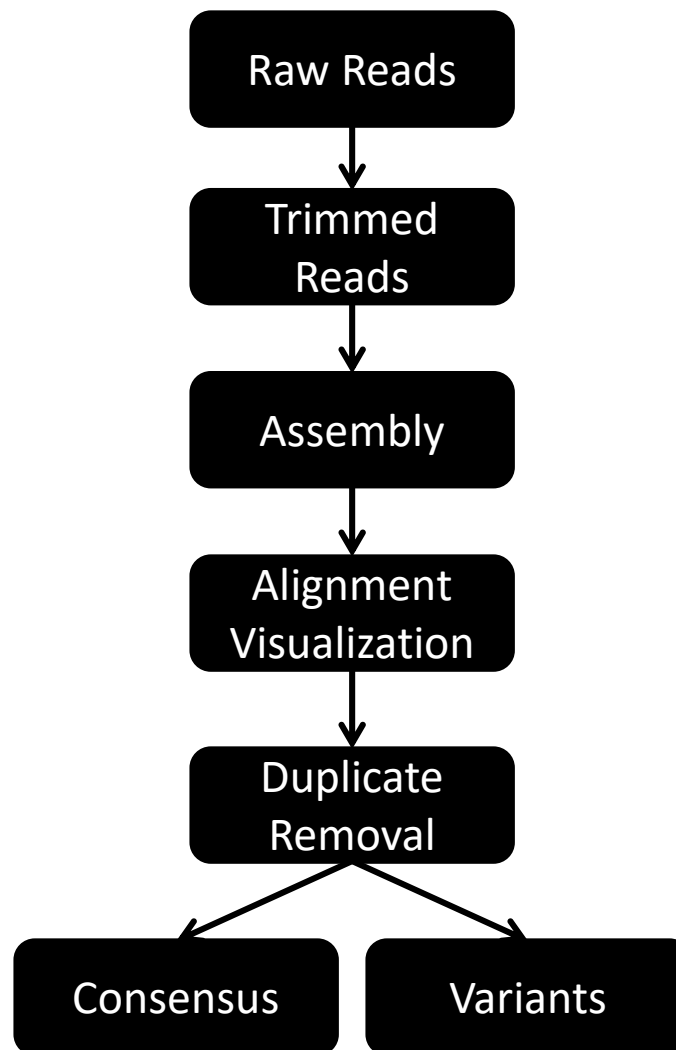 Raw Reads
Trimmed
Reads
Assembly
Alignment
Visualization
Duplicate
Removal
Consensus
Variants